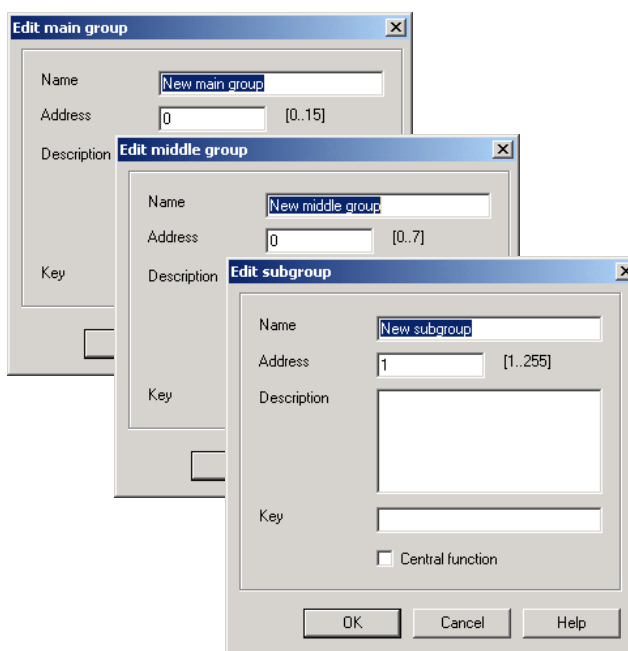 Edit main group
Name New main group
Address 0 [0..15]
Description
Key
Edit middle group
Name New middle group
Address 0 [0..7]
Description
Key
Edit subgroup
Name New subgroup
Address 1 [1..255]
Description
Key
Central function
OK Cancel Help